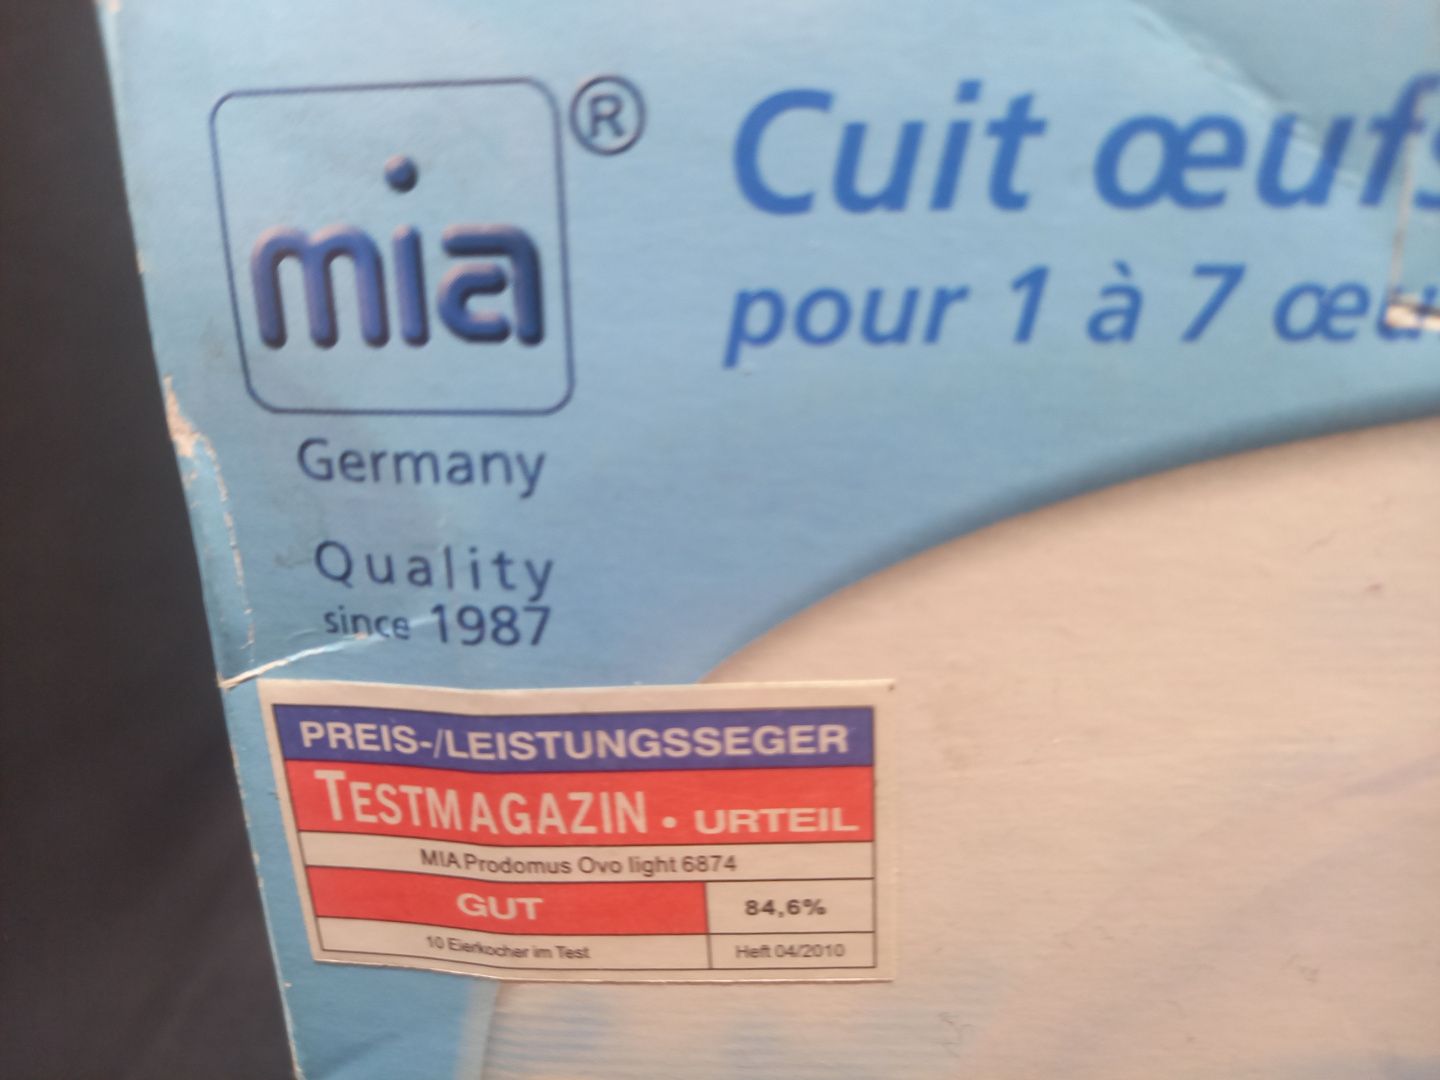 mia®
Germany
Quality
since 1987
Cuit œufs
pour 1 à 7
PREIS-/LEISTUNGSSEGER
TESTMAGAZIN • URTEIL
MIA Prodomus Ovo light 6874
GUT
84,6%
10 Eierkocher im Test
Heft 04/2010